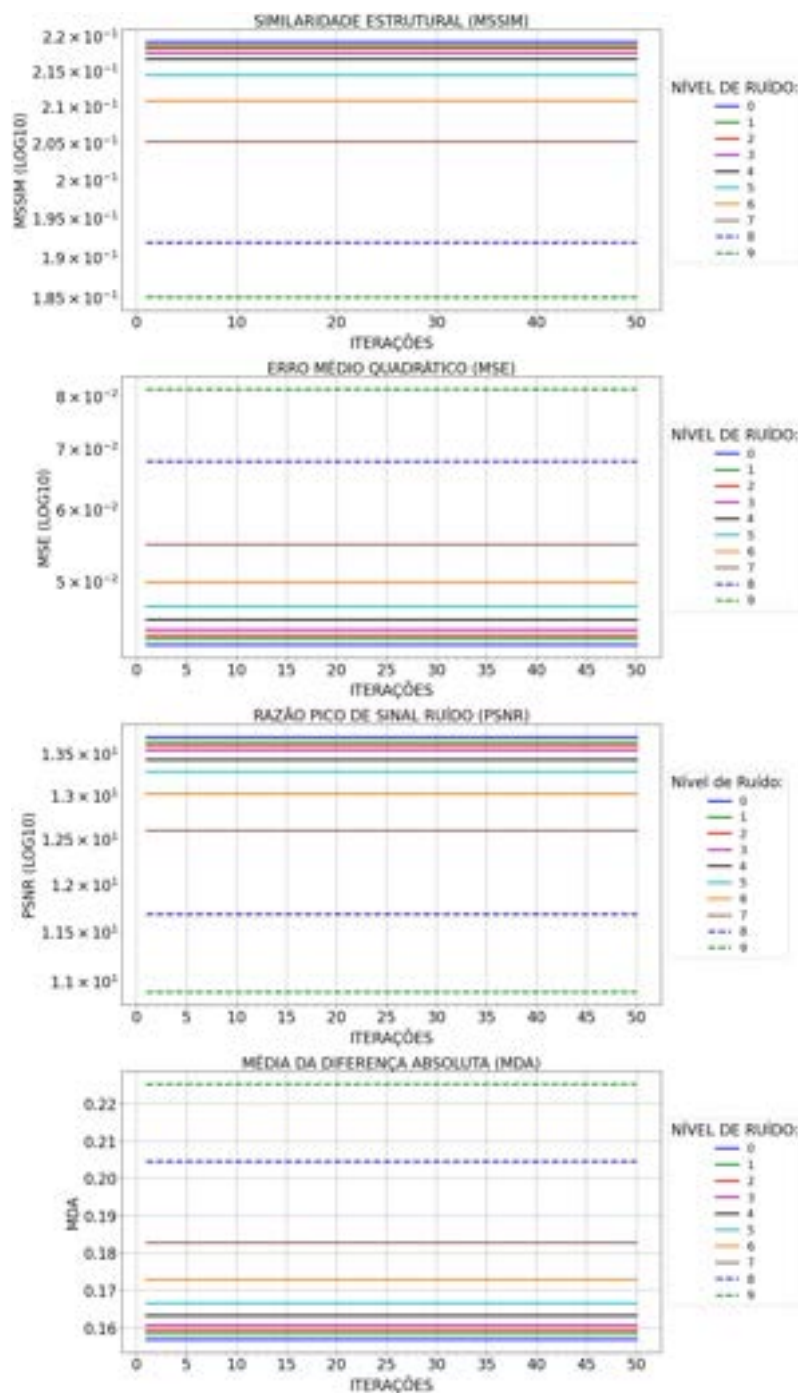 SIMILARIDADE ESTRUTURAL (MSSIM)
2.2 × 10⁻¹
2.15 × 10⁻¹
2.1 × 10⁻¹
2.05 × 10⁻¹
2 × 10⁻¹
1.95 × 10⁻¹
1.9 × 10⁻¹
1.85 × 10⁻¹
MSSIM (LOG10)
0 10 20 30 40 50
ITERAÇÕES
NÍVEL DE RUÍDO:
0
1
2
3
4
5
6
7
8
9
ERRO MÉDIO QUADRÁTICO (MSE)
8 × 10⁻²
7 × 10⁻²
6 × 10⁻²
5 × 10⁻²
MSE (LOG10)
0 5 10 15 20 25 30 35 40 45 50
ITERAÇÕES
NÍVEL DE RUÍDO:
0
1
2
3
4
5
6
7
8
9
RAZÃO PICO DE SINAL RUÍDO (PSNR)
1.35 × 10¹
1.3 × 10¹
1.25 × 10¹
1.2 × 10¹
1.15 × 10¹
1.1 × 10¹
PSNR (LOG10)
0 5 10 15 20 25 30 35 40 45 50
ITERAÇÕES
Nível de Ruído:
0
1
2
3
4
5
6
7
8
9
MÉDIA DA DIFERENÇA ABSOLUTA (MDA)
0.22
0.21
0.20
0.19
0.18
0.17
0.16
MDA
0 5 10 15 20 25 30 35 40 45 50
ITERAÇÕES
NÍVEL DE RUÍDO:
0
1
2
3
4
5
6
7
8
9